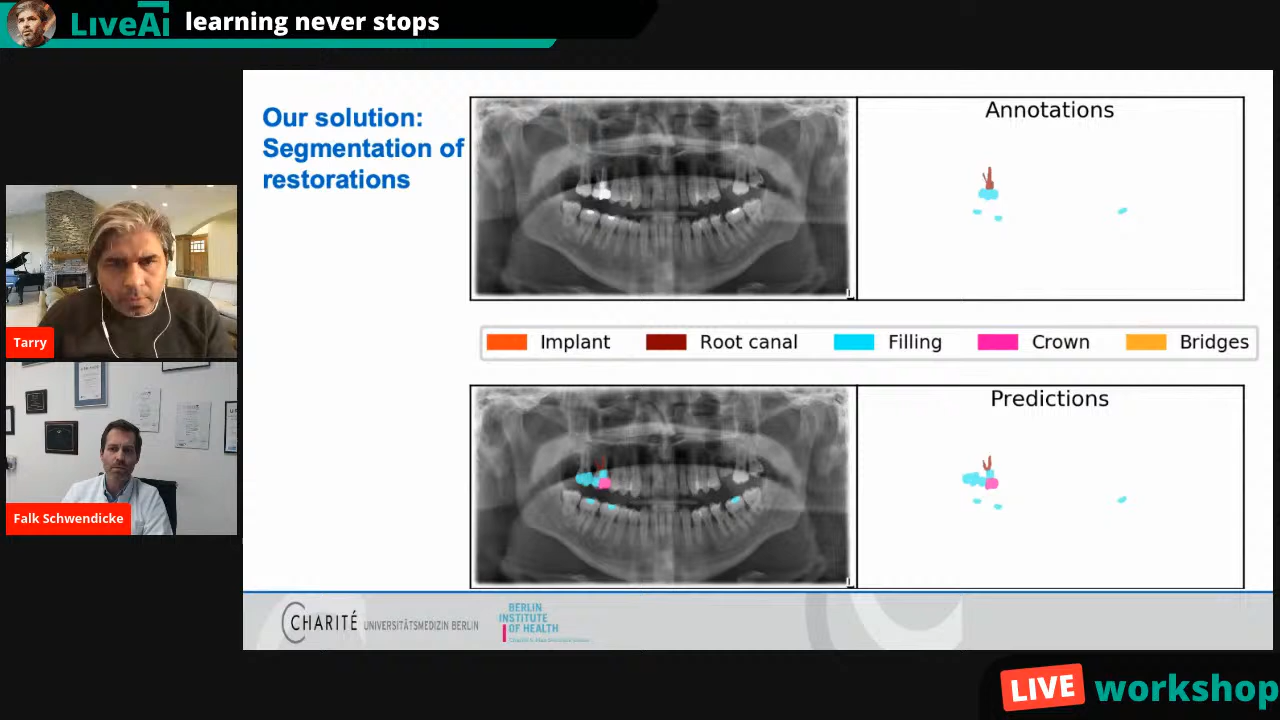 LiveAi learning never stops
Our solution:
Segmentation of
restorations
Annotations
L
Implant Root canal Filling Crown Bridges
Predictions
L
Tarry
Falk Schwendicke
CHARITÉ UNIVERSITÄTSMEDIZIN BERLIN
BERLIN
INSTITUTE
OF HEALTH
LIVE workshop